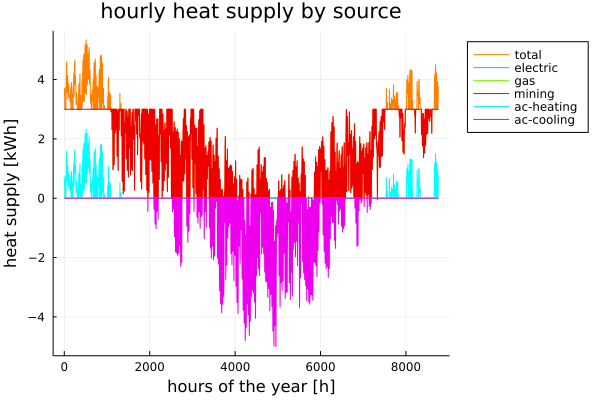 hourly heat supply by source
heat supply [kWh]
4
2
0
−2
−4
0
2000
4000
6000
8000
hours of the year [h]
total
electric
gas
mining
ac-heating
ac-cooling